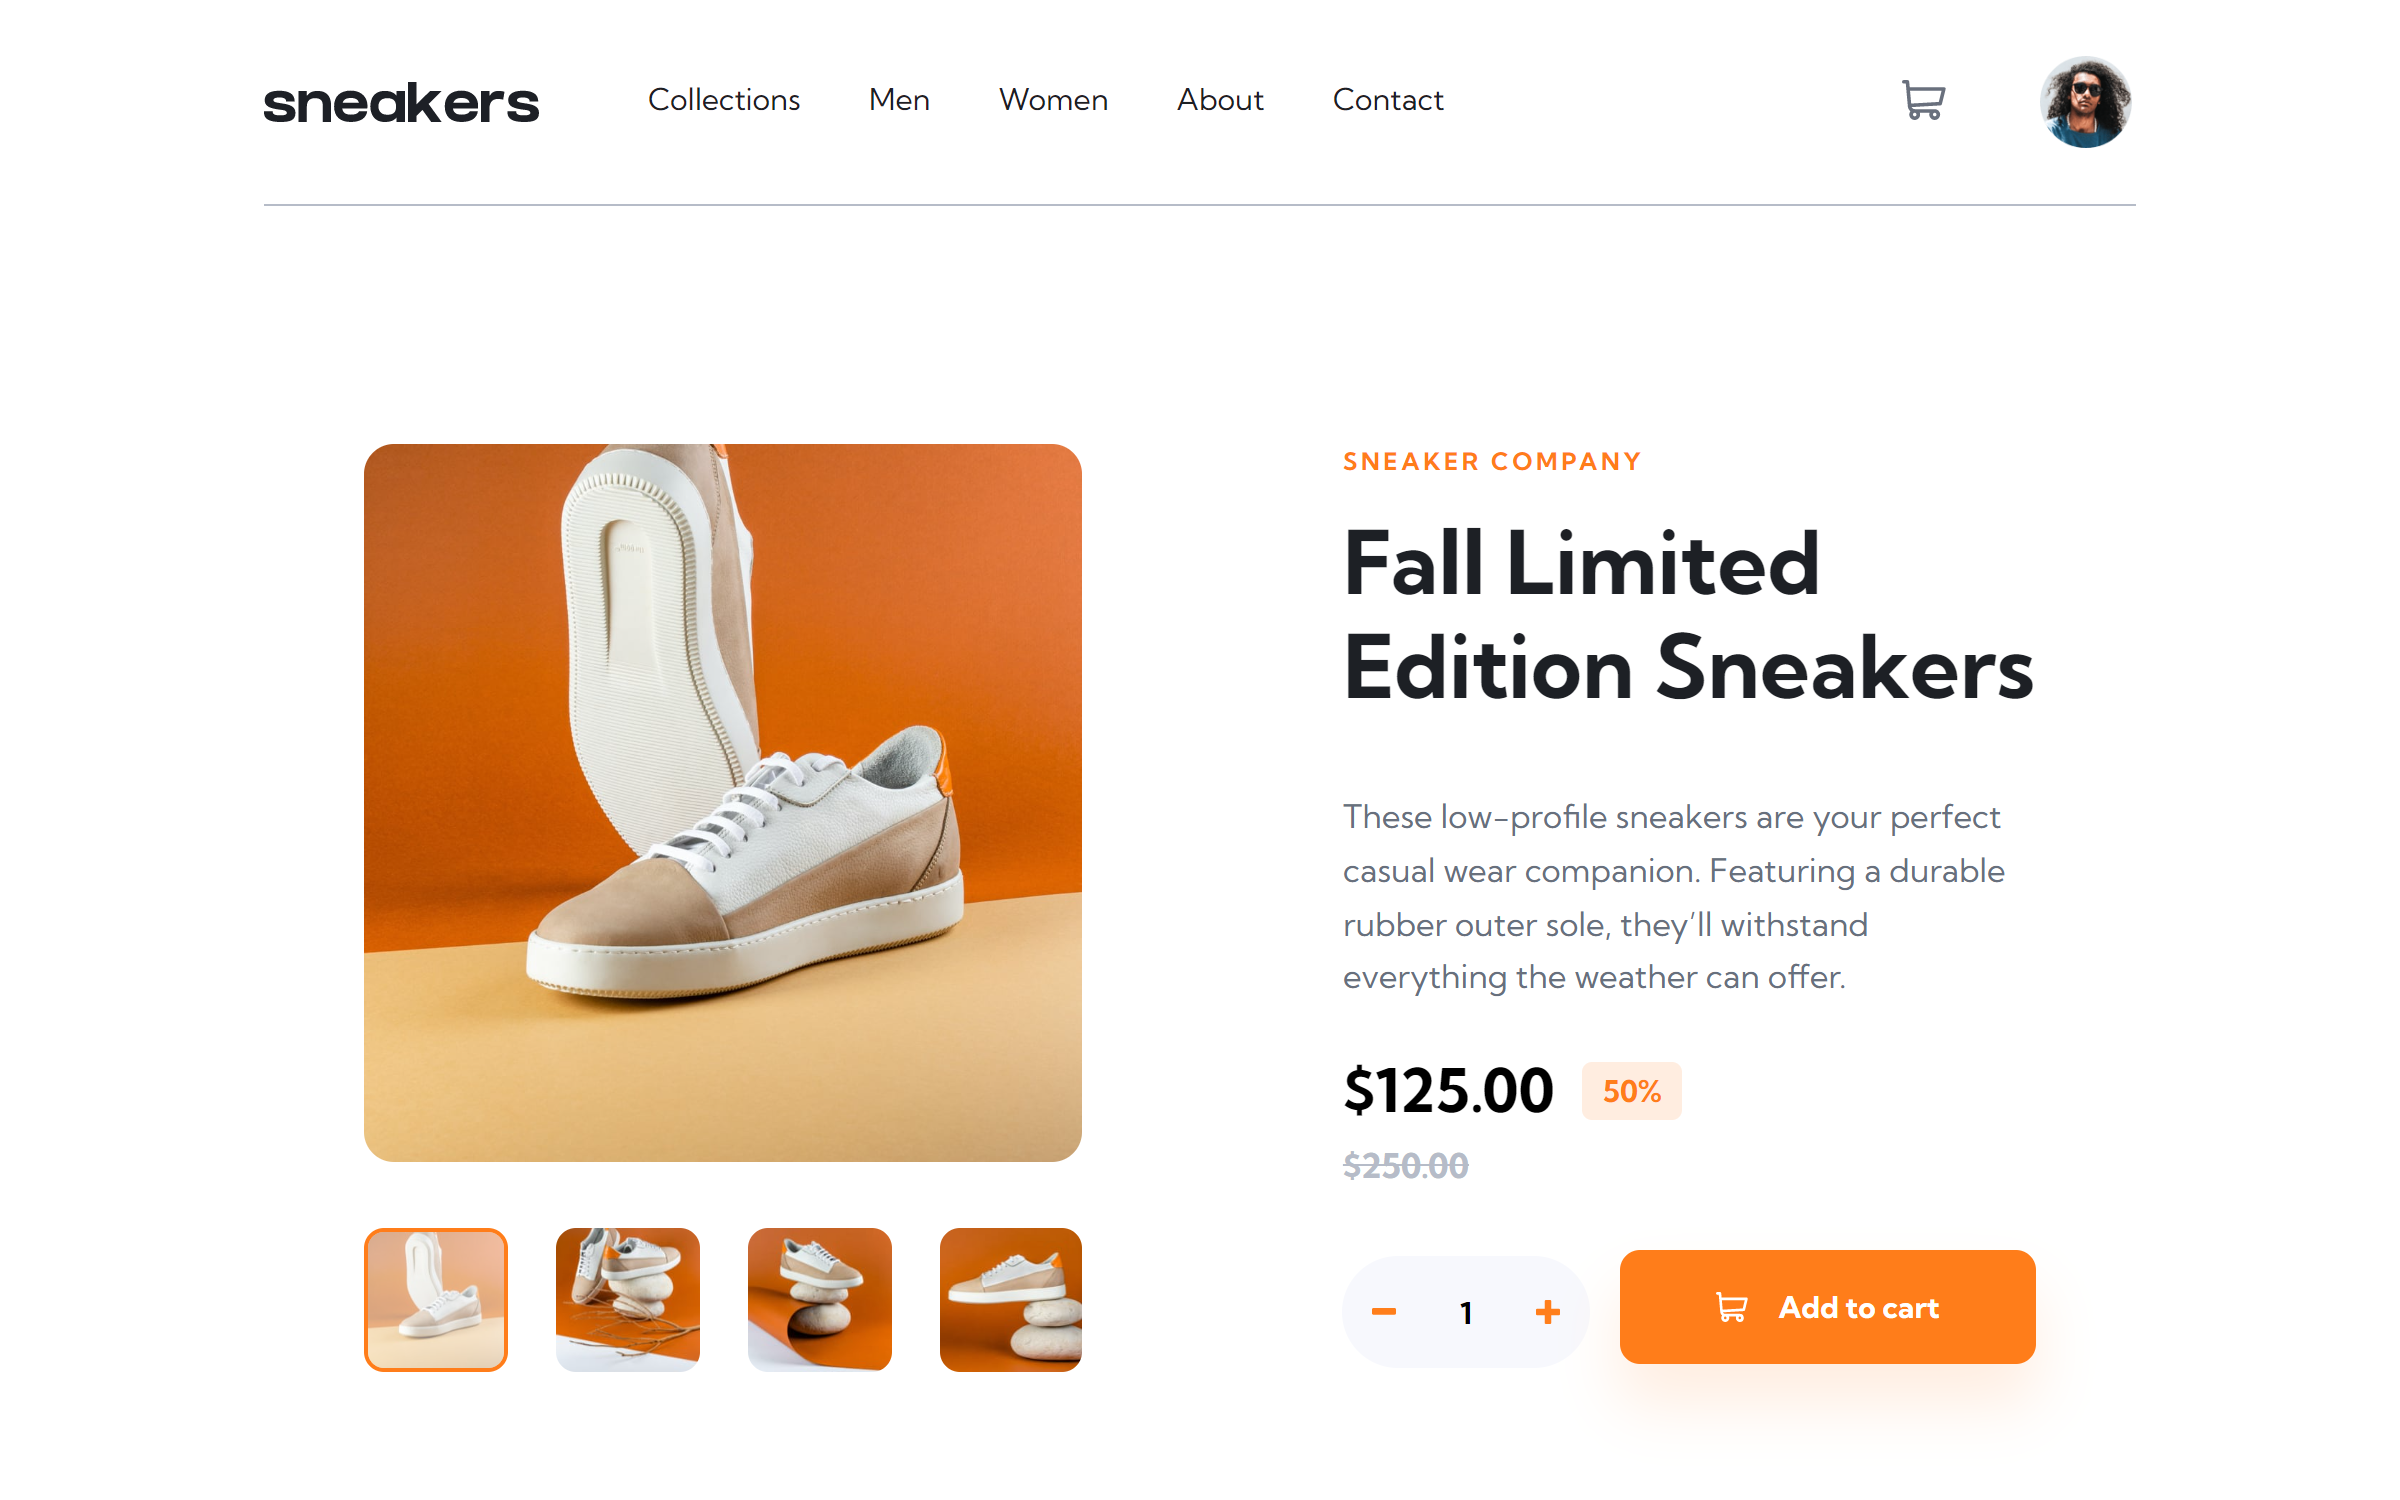 sneakers
Collections
Men
Women
About
Contact
SNEAKER COMPANY
Fall Limited
Edition Sneakers
These low-profile sneakers are your perfect
casual wear companion. Featuring a durable
rubber outer sole, they’ll withstand
everything the weather can offer.
$125.00 50%
$250.00
1
Add to cart